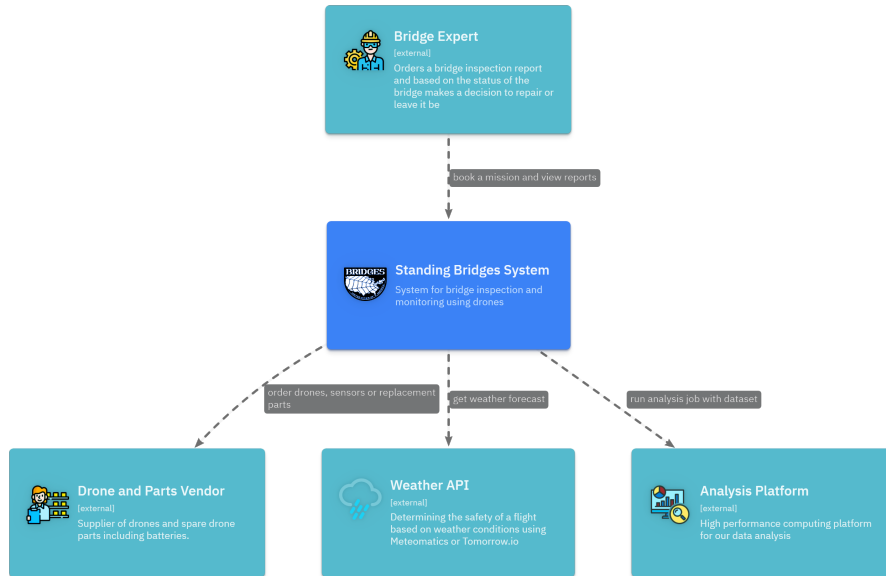 Bridge Expert
[external]
Orders a bridge inspection report
and based on the status of the
bridge makes a decision to repair or
leave it be
book a mission and view reports
BRIDGES
Standing Bridges System
System for bridge inspection and
monitoring using drones
order drones, sensors or replacement
parts
get weather forecast
run analysis job with dataset
Drone and Parts Vendor
[external]
Supplier of drones and spare drone
parts including batteries.
Weather API
[external]
Determining the safety of a flight
based on weather conditions using
Meteomatics or Tomorrow.io
Analysis Platform
[external]
High performance computing platform
for our data analysis